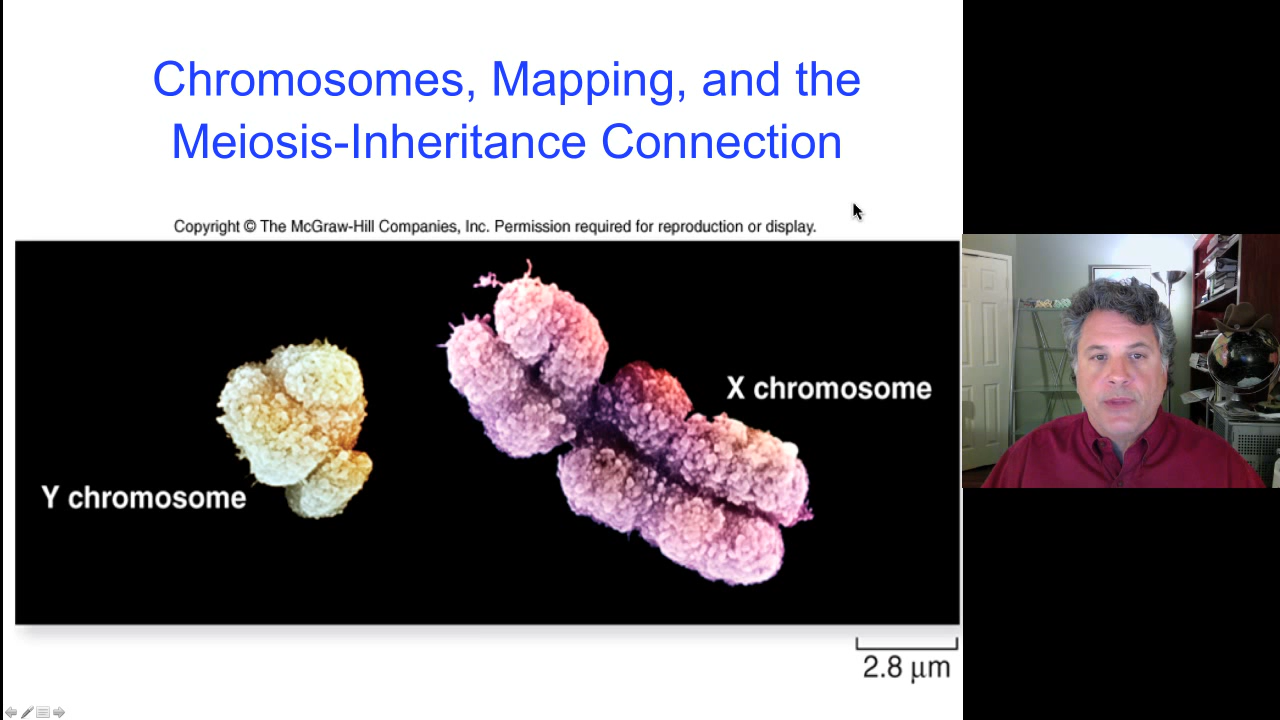 Chromosomes, Mapping, and the
Meiosis-Inheritance Connection
Copyright © The McGraw-Hill Companies, Inc. Permission required for reproduction or display.
X chromosome
Y chromosome
2.8 µm